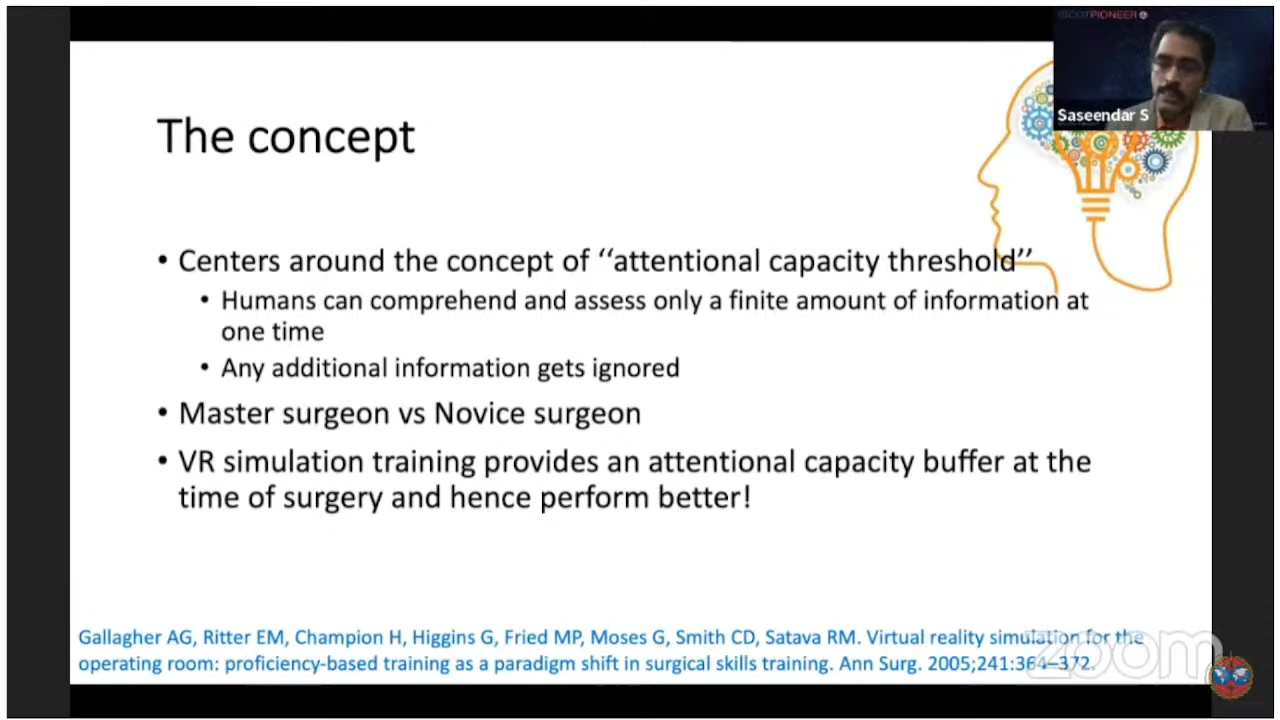 PIONEER
Saseendar S
The concept
• Centers around the concept of ‘‘attentional capacity threshold’’
• Humans can comprehend and assess only a finite amount of information at
one time
• Any additional information gets ignored
• Master surgeon vs Novice surgeon
• VR simulation training provides an attentional capacity buffer at the
time of surgery and hence perform better!
Gallagher AG, Ritter EM, Champion H, Higgins G, Fried MP, Moses G, Smith CD, Satava RM. Virtual reality simulation for the
operating room: proficiency-based training as a paradigm shift in surgical skills training. Ann Surg. 2005;241:364–372.
zoom